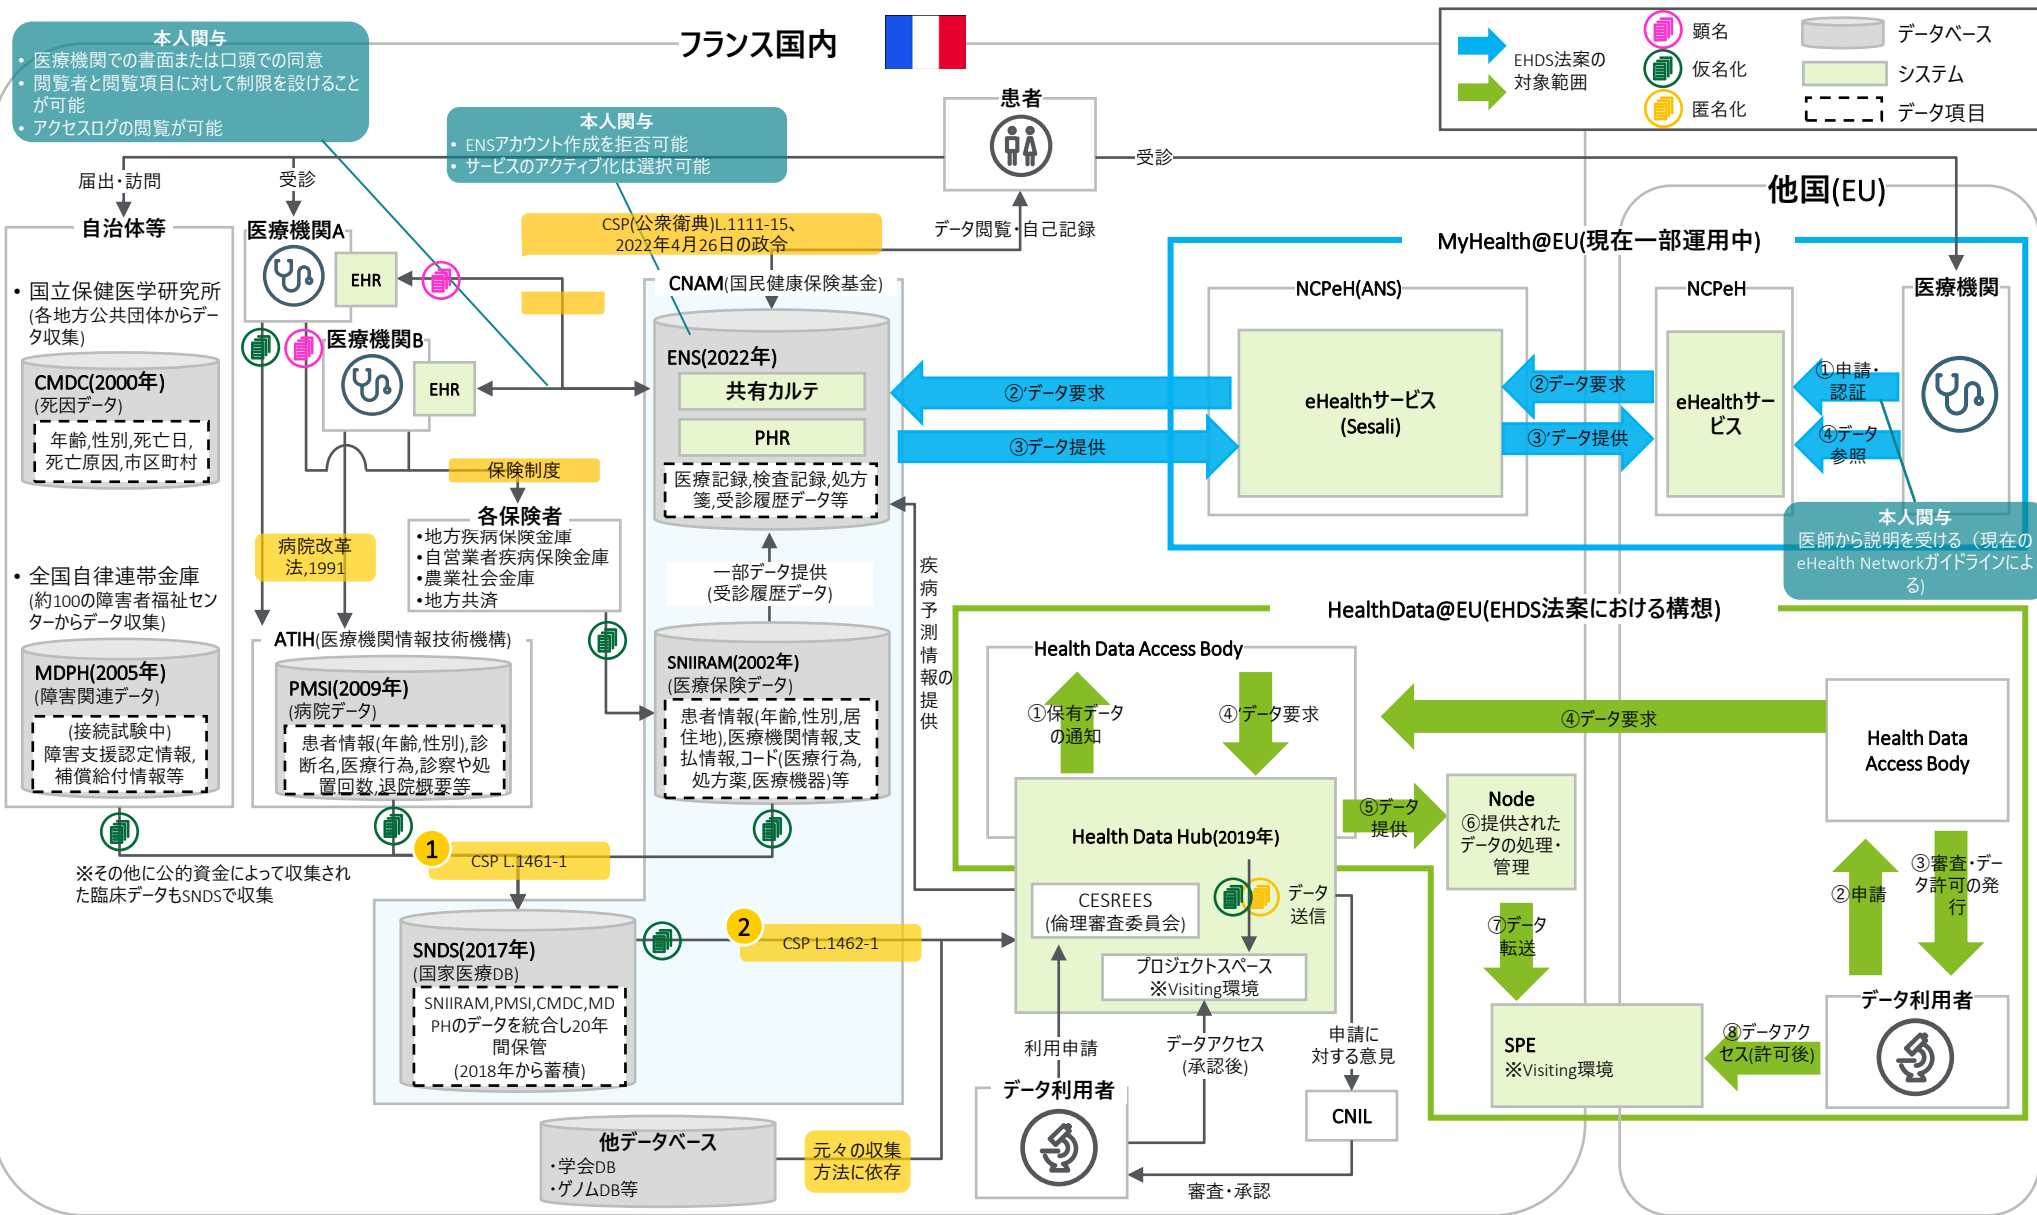 フランス国内
EHDS法案の
対象範囲
顕名
仮名化
匿名化
データベース
システム
データ項目
本人関与
• 医療機関での書面または口頭での同意
• 閲覧者と閲覧項目に対して制限を設けること
が可能
• アクセスログの閲覧が可能
本人関与
• ENSアカウント作成を拒否可能
• サービスのアクティブ化は選択可能
患者
受診
届出・訪問
受診
データ閲覧・自己記録
CSP(公衆衛典)L.1111-15、
2022年4月26日の政令
他国(EU)
自治体等
• 国立保健医学研究所
(各地方公共団体からデー
タ収集)
CMDC(2000年)
(死因データ)
年齢,性別,死亡日,
死亡原因,市区町村
• 全国自律連帯金庫
(約100の障害者福祉セン
ターからデータ収集)
MDPH(2005年)
(障害関連データ)
(接続試験中)
障害支援認定情報,
補償給付情報等
医療機関A
EHR
医療機関B
EHR
保険制度
病院改革
法,1991
各保険者
•地方疾病保険金庫
•自営業者疾病保険金庫
•農業社会金庫
•地方共済
ATIH(医療機関情報技術機構)
PMSI(2009年)
(病院データ)
患者情報(年齢,性別),診
断名,医療行為,診察や処
置回数,退院概要等
CNAM(国民健康保険基金)
ENS(2022年)
共有カルテ
PHR
医療記録,検査記録,処方
箋,受診履歴データ等
一部データ提供
(受診履歴データ)
SNIIRAM(2002年)
(医療保険データ)
患者情報(年齢,性別,居
住地),医療機関情報,支
払情報,コード(医療行為,
処方薬,医療機器)等
疾病予測情報の提供
MyHealth@EU(現在一部運用中)
NCPeH(ANS)
eHealthサービス
(Sesali)
②’データ要求
③データ提供
②データ要求
③’データ提供
NCPeH
eHealthサー
ビス
①申請・
認証
④データ
参照
医療機関
本人関与
医師から説明を受ける（現在の
eHealth Networkガイドラインによ
る)
HealthData@EU(EHDS法案における構想)
Health Data Access Body
①保有データ
の通知
④’データ要求
④データ要求
Health Data
Access Body
Health Data Hub(2019年)
CESREES
(倫理審査委員会)
データ
送信
プロジェクトスペース
※Visiting環境
⑤データ
提供
Node
⑥提供された
データの処理・
管理
⑦データ
転送
②申請
③審査・デー
タ許可の発
行
SPE
※Visiting環境
⑧データアク
セス(許可後)
データ利用者
1
CSP L.1461-1
※その他に公的資金によって収集され
た臨床データもSNDSで収集
SNDS(2017年)
(国家医療DB)
SNIIRAM,PMSI,CMDC,MD
PHのデータを統合し20年
間保管
(2018年から蓄積)
2
CSP L.1462-1
他データベース
・学会DB
・ゲノムDB等
元々の収集
方法に依存
利用申請
データアクセス
(承認後)
申請に
対する意見
データ利用者
CNIL
審査・承認